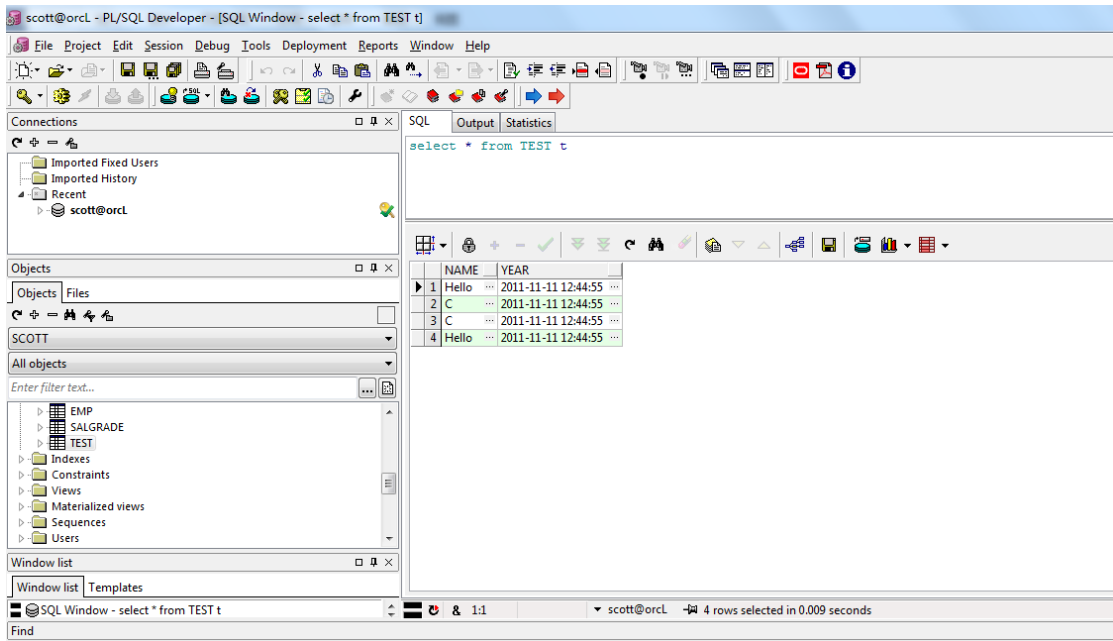 scott@orcL - PL/SQL Developer - [SQL Window - select * from TEST t]
File Project Edit Session Debug Tools Deployment Reports Window Help
Connections
Imported Fixed Users
Imported History
Recent
scott@orcL
Objects
Objects Files
SCOTT
All objects
Enter filter text...
EMP
SALGRADE
TEST
Indexes
Constraints
Views
Materialized views
Sequences
Users
Window list
Window list Templates
SQL Window - select * from TEST t
Find
SQL Output Statistics
select * from TEST t
NAME YEAR
1 Hello ... 2011-11-11 12:44:55 ...
2 C ... 2011-11-11 12:44:55 ...
3 C ... 2011-11-11 12:44:55 ...
4 Hello ... 2011-11-11 12:44:55 ...
& 1:1 scott@orcL 4 rows selected in 0.009 seconds